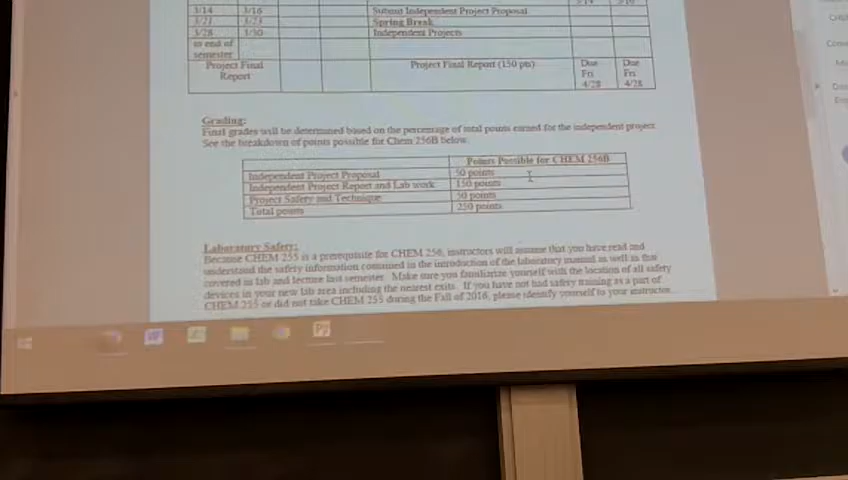 3/14 3/16 Submit Independent Project Proposal 3/14 3/16
3/21 3/23 Spring Break
3/28 3/30 Independent Projects
to end of
semester
Project Final Report Project Final Report (150 pts) Due Fri 4/28 Due Fri 4/28
Grading:
Final grades will be determined based on the percentage of total points earned for the independent project.
See the breakdown of points possible for Chem 256B below.
Points Possible for CHEM 256B
Independent Project Proposal 50 points
Independent Project Report and Lab work 150 points
Project Safety and Technique 50 points
Total points 250 points
Laboratory Safety:
Because CHEM 255 is a prerequisite for CHEM 256, instructors will assume that you have read and
understand the safety information contained in the introduction of the laboratory manual as well as that
covered in lab and lecture last semester. Make sure you familiarize yourself with the location of all safety
devices in your new lab area including the nearest exits. If you have not had safety training as a part of
CHEM 255 or did not take CHEM 255 during the Fall of 2016, please identify yourself to your instructor.